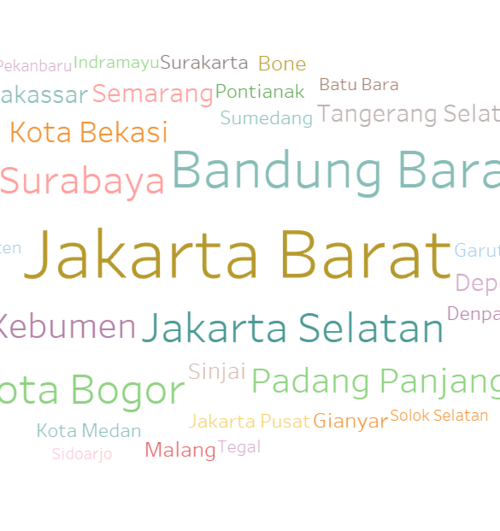 Pekanbaru Indramayu Surakarta Bone
akassar Semarang Pontianak Batu Bara
Sumedang Tangerang Selat
Kota Bekasi
Surabaya Bandung Bara
ten Jakarta Barat Garut
Depo
Kebumen Jakarta Selatan Denpa
Sinjai
ota Bogor Padang Panjang
Jakarta Pusat Gianyar Solok Selatan
Kota Medan
Sidoarjo Malang Tegal